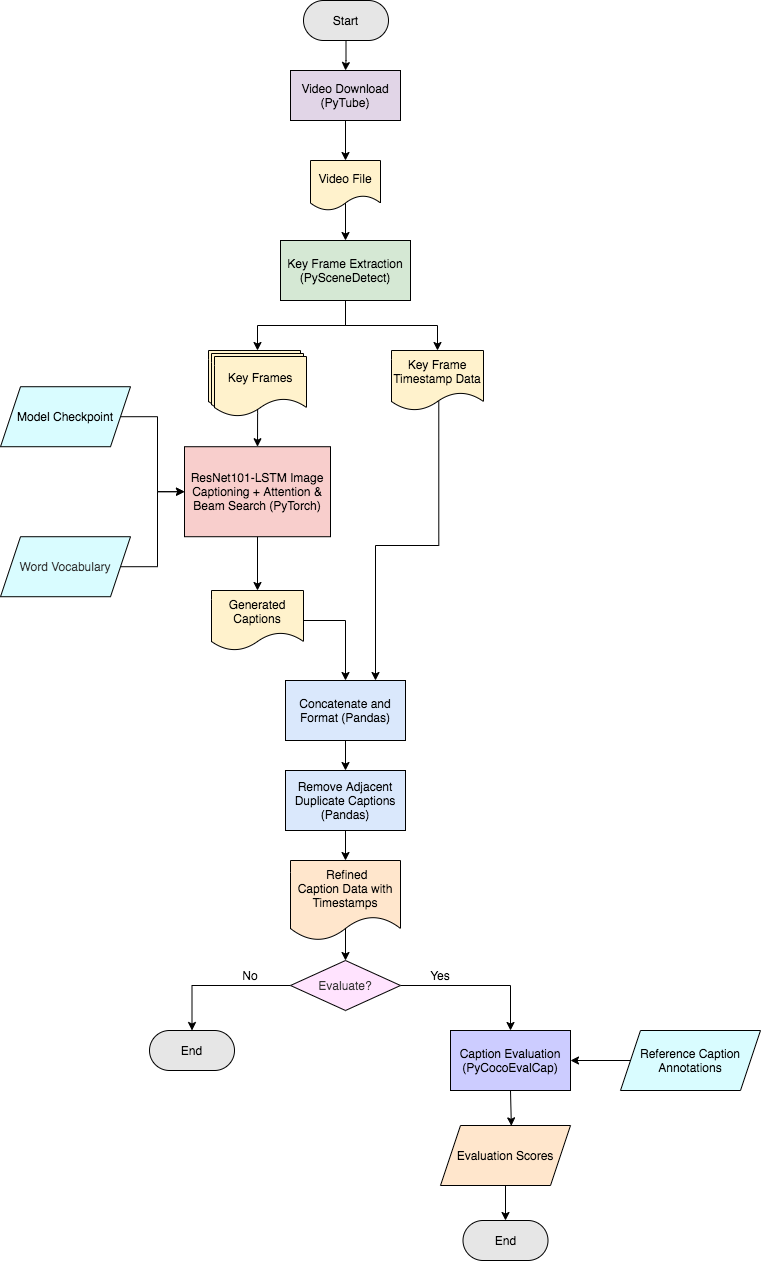 Start
Video Download
(PyTube)
Video File
Key Frame Extraction
(PySceneDetect)
Key Frames
Key Frame
Timestamp Data
Model Checkpoint
ResNet101-LSTM Image
Captioning + Attention &
Beam Search (PyTorch)
Word Vocabulary
Generated
Captions
Concatenate and
Format (Pandas)
Remove Adjacent
Duplicate Captions
(Pandas)
Refined
Caption Data with
Timestamps
No
Evaluate?
Yes
End
Caption Evaluation
(PyCocoEvalCap)
Reference Caption
Annotations
Evaluation Scores
End